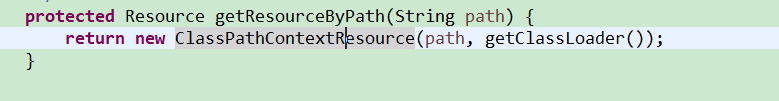 protected Resource getResourceByPath(String path) {
return new ClassPathContextResource(path, getClassLoader());
}